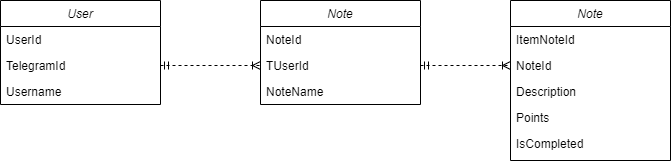 User
UserId
TelegramId
Username
Note
NoteId
TUserId
NoteName
Note
ItemNoteId
NoteId
Description
Points
IsCompleted